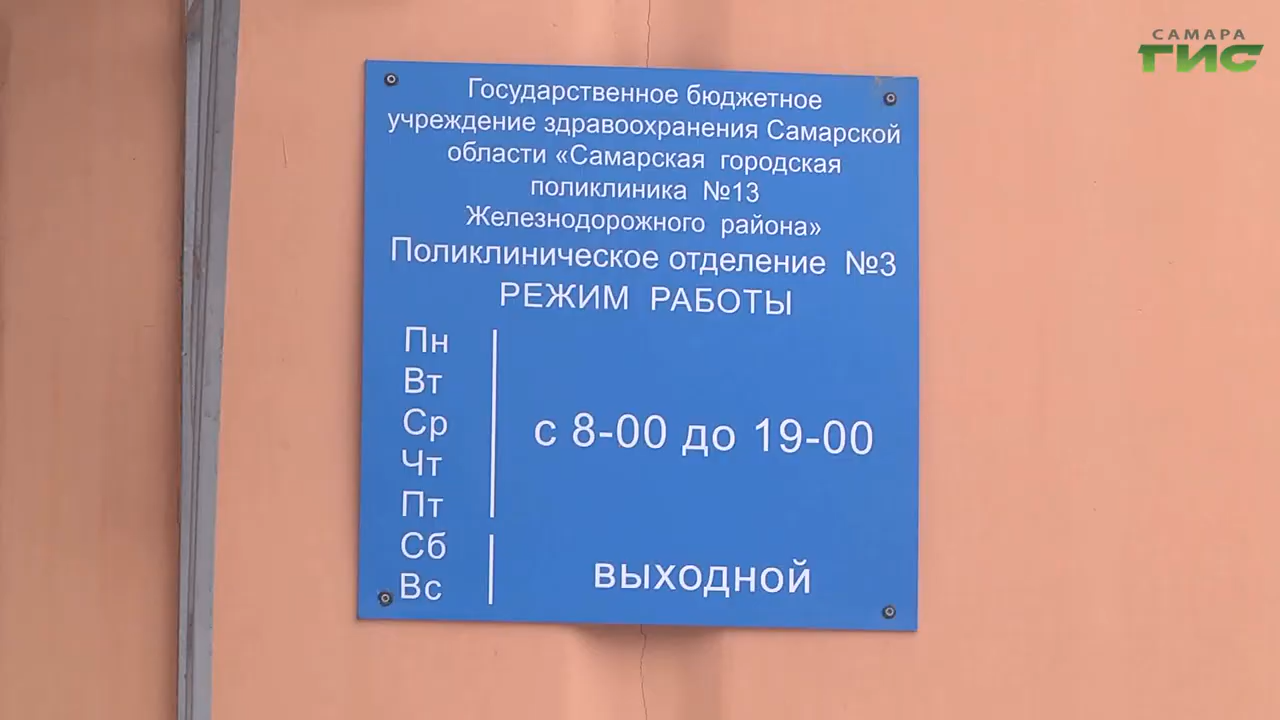 САМАРА
ГИС
Государственное бюджетное
учреждение здравоохранения Самарской
области «Самарская городская
поликлиника №13
Железнодорожного района»
Поликлиническое отделение №3
РЕЖИМ РАБОТЫ
Пн
Вт
Ср
Чт
Пт
с 8-00 до 19-00
Сб
Вс
выходной